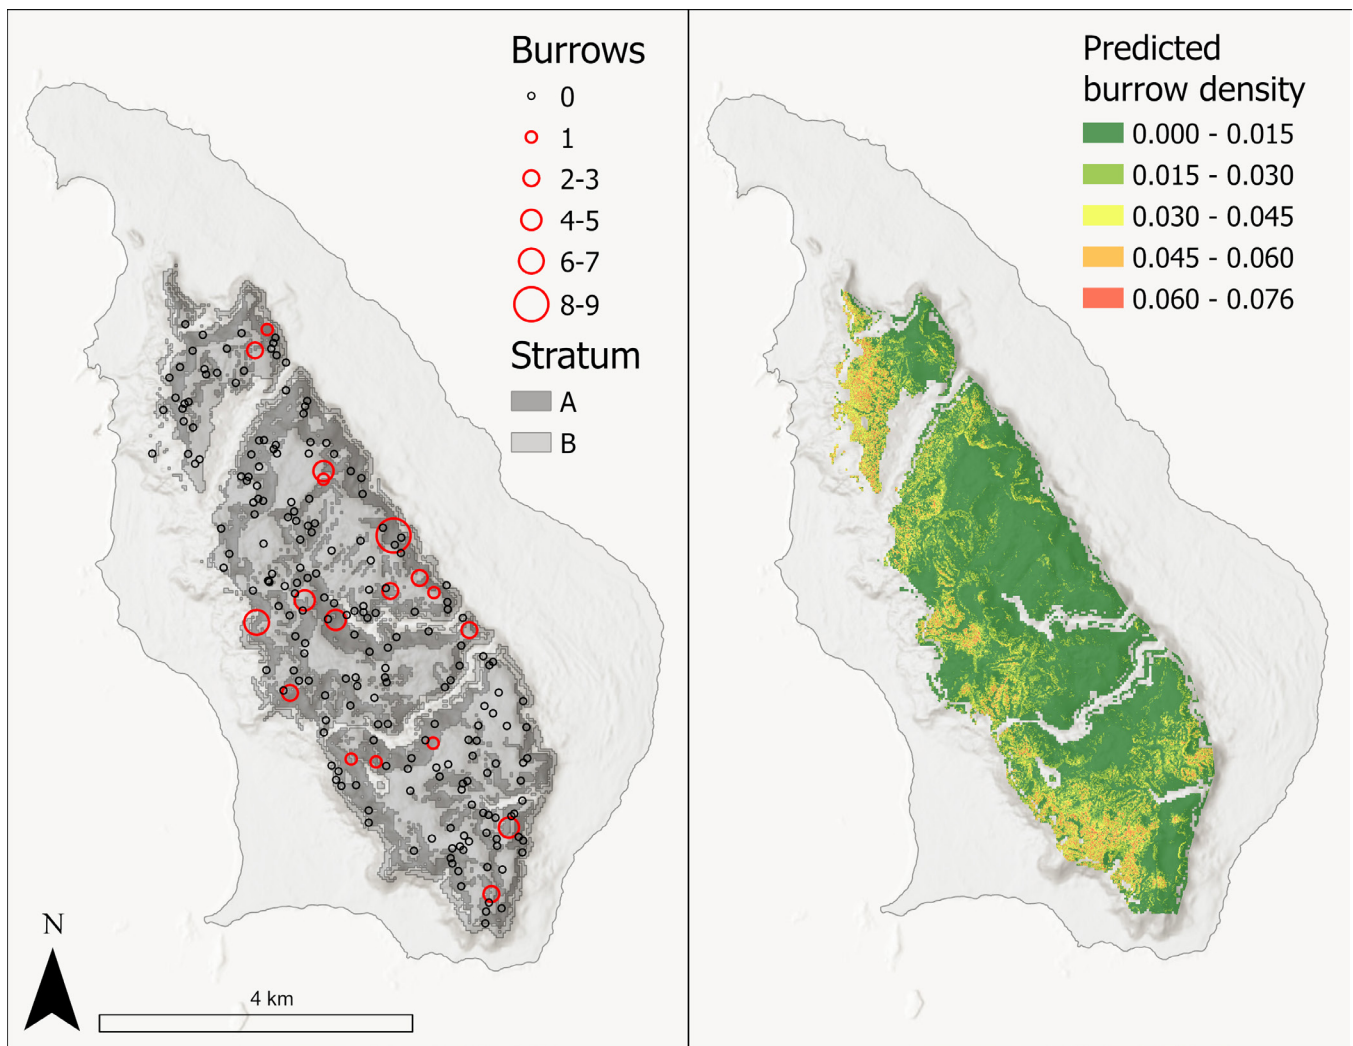 Burrows
0
1
2-3
4-5
6-7
8-9
Stratum
A
B
N
4 km
Predicted
burrow density
0.000 - 0.015
0.015 - 0.030
0.030 - 0.045
0.045 - 0.060
0.060 - 0.076